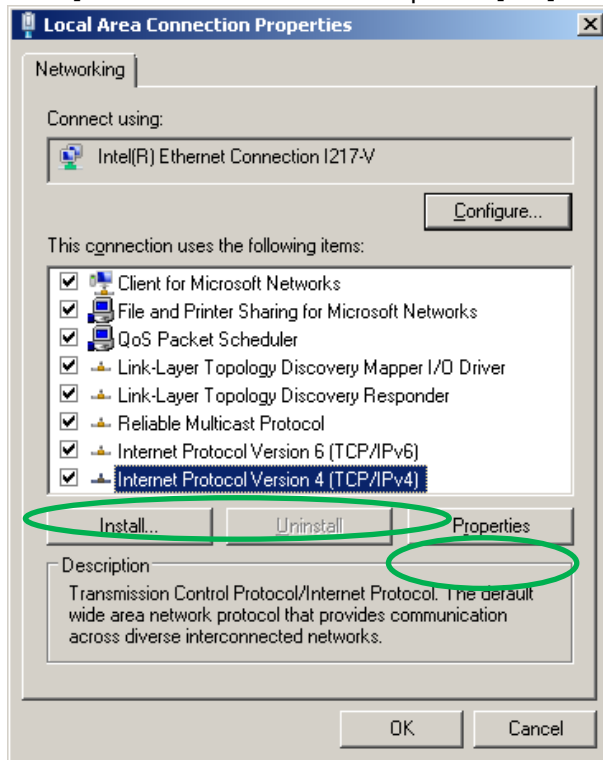 Local Area Connection Properties
Networking
Connect using:
Intel(R) Ethernet Connection I217-V
Configure...
This connection uses the following items:
Client for Microsoft Networks
File and Printer Sharing for Microsoft Networks
QoS Packet Scheduler
Link-Layer Topology Discovery Mapper I/O Driver
Link-Layer Topology Discovery Responder
Reliable Multicast Protocol
Internet Protocol Version 6 (TCP/IPv6)
Internet Protocol Version 4 (TCP/IPv4)
Install... Uninstall Properties
Description
Transmission Control Protocol/Internet Protocol. The default
wide area network protocol that provides communication
across diverse interconnected networks.
OK Cancel